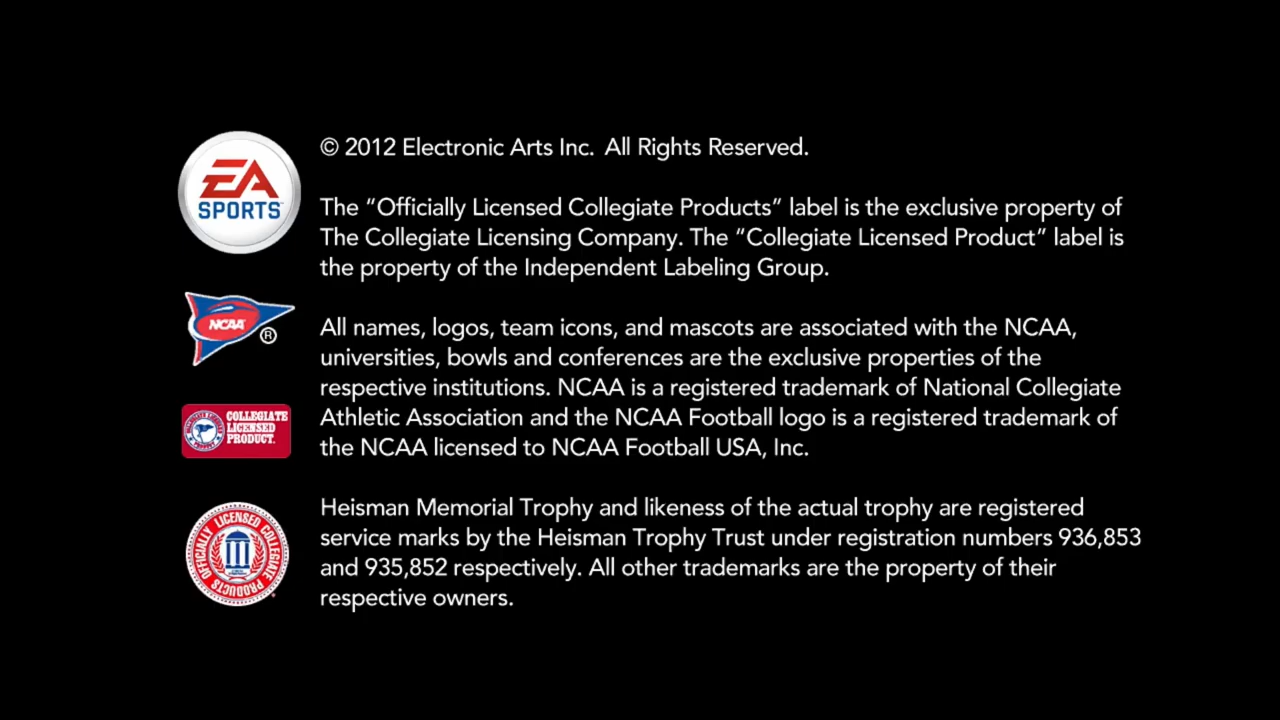 © 2012 Electronic Arts Inc. All Rights Reserved.
EA
SPORTS
The “Officially Licensed Collegiate Products” label is the exclusive property of
The Collegiate Licensing Company. The “Collegiate Licensed Product” label is
the property of the Independent Labeling Group.
NCAA
®
All names, logos, team icons, and mascots are associated with the NCAA,
universities, bowls and conferences are the exclusive properties of the
respective institutions. NCAA is a registered trademark of National Collegiate
Athletic Association and the NCAA Football logo is a registered trademark of
the NCAA licensed to NCAA Football USA, Inc.
COLLEGIATE
LICENSED
PRODUCT.
Heisman Memorial Trophy and likeness of the actual trophy are registered
service marks by the Heisman Trophy Trust under registration numbers 936,853
and 935,852 respectively. All other trademarks are the property of their
respective owners.
OFFICIALLY LICENSED COLLEGIATE PRODUCTS